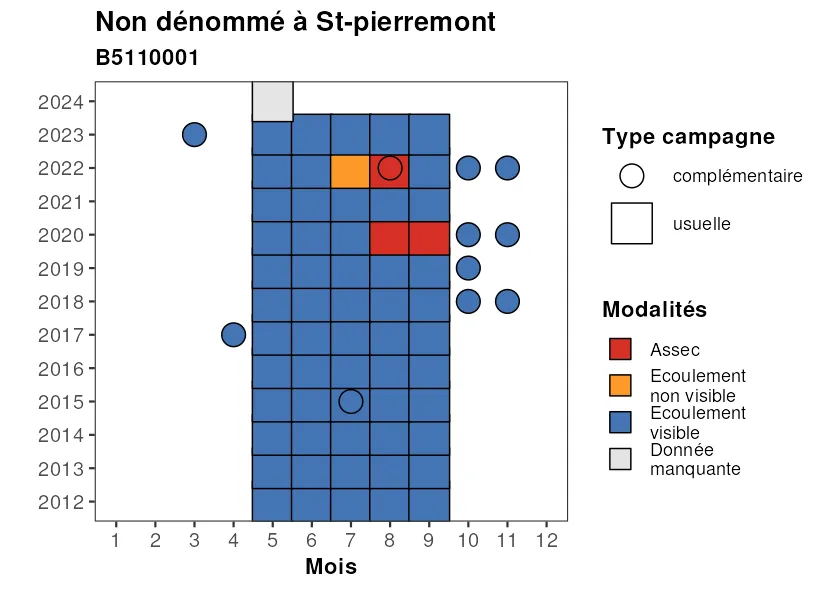 Non dénommé à St-pierremont
B5110001
2024
2023
2022
2021
2020
2019
2018
2017
2016
2015
2014
2013
2012
1 2 3 4 5 6 7 8 9 10 11 12
Mois
Type campagne
complémentaire
usuelle
Modalités
Assec
Ecoulement
non visible
Ecoulement
visible
Donnée
manquante